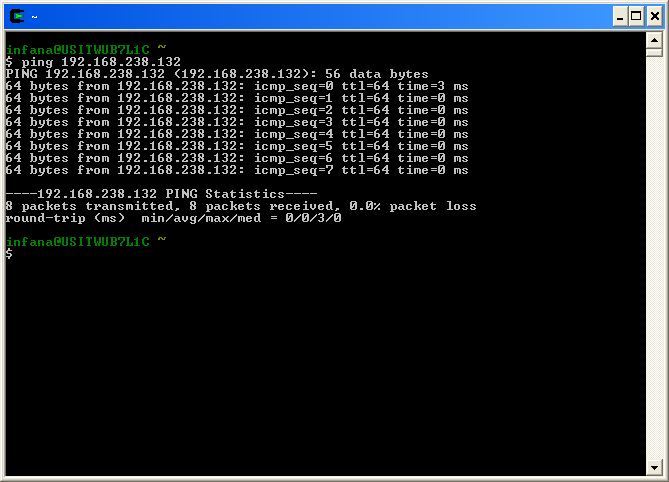 ~
infana@USITWUB7L1C ~
$ ping 192.168.238.132
PING 192.168.238.132 (192.168.238.132): 56 data bytes
64 bytes from 192.168.238.132: icmp_seq=0 ttl=64 time=3 ms
64 bytes from 192.168.238.132: icmp_seq=1 ttl=64 time=0 ms
64 bytes from 192.168.238.132: icmp_seq=2 ttl=64 time=0 ms
64 bytes from 192.168.238.132: icmp_seq=3 ttl=64 time=0 ms
64 bytes from 192.168.238.132: icmp_seq=4 ttl=64 time=0 ms
64 bytes from 192.168.238.132: icmp_seq=5 ttl=64 time=0 ms
64 bytes from 192.168.238.132: icmp_seq=6 ttl=64 time=0 ms
64 bytes from 192.168.238.132: icmp_seq=7 ttl=64 time=0 ms
----192.168.238.132 PING Statistics----
8 packets transmitted, 8 packets received, 0.0% packet loss
round-trip (ms)  min/avg/max/med = 0/0/3/0
infana@USITWUB7L1C ~
$